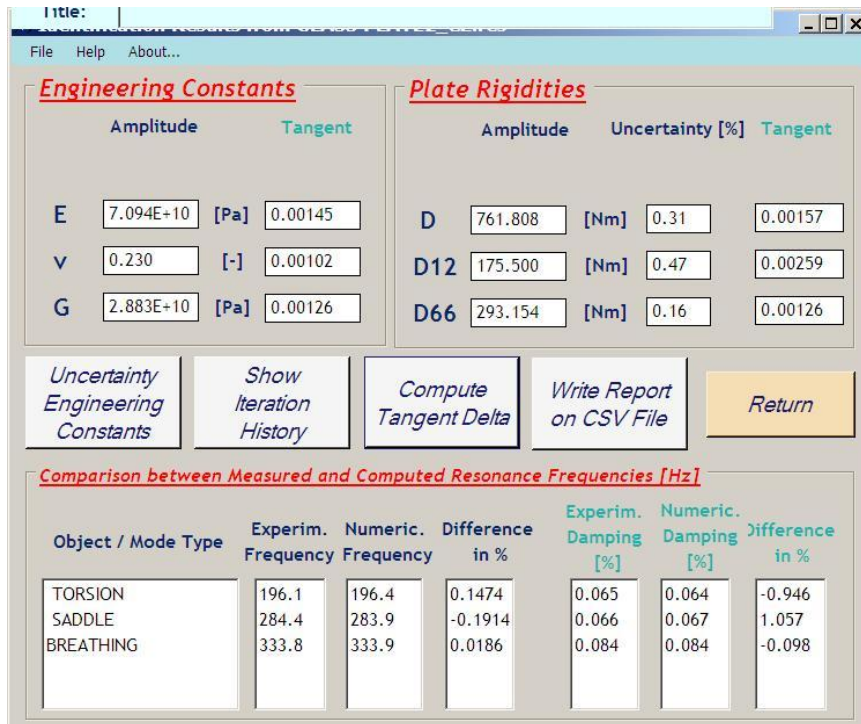 Title:
File Help About...
Engineering Constants
Amplitude Tangent
E 7.094E+10 [Pa] 0.00145
ν 0.230 [-] 0.00102
G 2.883E+10 [Pa] 0.00126
Plate Rigidities
Amplitude Uncertainty [%] Tangent
D 761.808 [Nm] 0.31 0.00157
D12 175.500 [Nm] 0.47 0.00259
D66 293.154 [Nm] 0.16 0.00126
Uncertainty
Engineering
Constants
Show
Iteration
History
Compute
Tangent Delta
Write Report
on CSV File
Return
Comparison between Measured and Computed Resonance Frequencies [Hz]
Object / Mode Type
Experim.
Frequency
Numeric.
Frequency
Difference
in %
Experim.
Damping
[%]
Numeric.
Damping
[%]
Difference
in %
TORSION 196.1 196.4 0.1474 0.065 0.064 -0.946
SADDLE 284.4 283.9 -0.1914 0.066 0.067 1.057
BREATHING 333.8 333.9 0.0186 0.084 0.084 -0.098